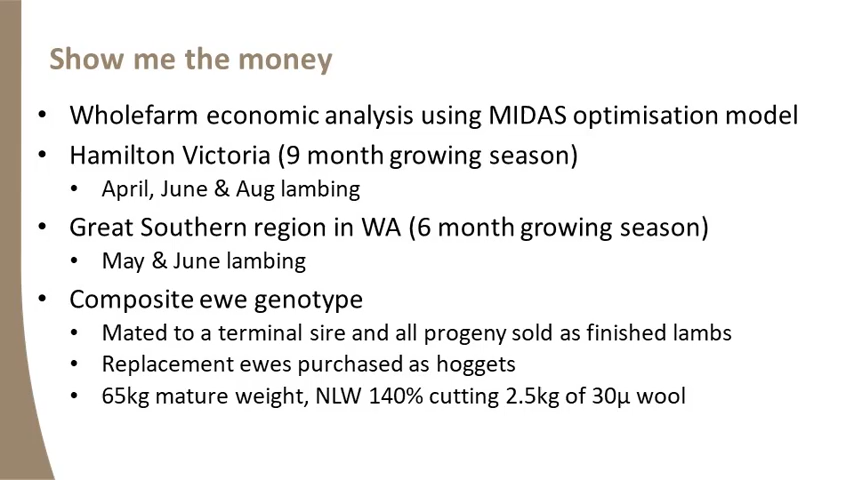 Show me the money
• Wholefarm economic analysis using MIDAS optimisation model
• Hamilton Victoria (9 month growing season)
• April, June & Aug lambing
• Great Southern region in WA (6 month growing season)
• May & June lambing
• Composite ewe genotype
• Mated to a terminal sire and all progeny sold as finished lambs
• Replacement ewes purchased as hoggets
• 65kg mature weight, NLW 140% cutting 2.5kg of 30µ wool